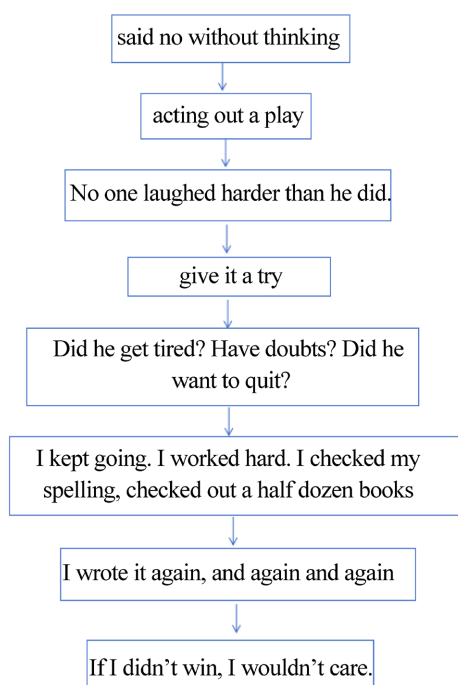 said no without thinking
acting out a play
No one laughed harder than he did.
give it a try
Did he get tired? Have doubts? Did he
want to quit?
I kept going. I worked hard. I checked my
spelling, checked out a half dozen books
I wrote it again, and again and again
If I didn’t win, I wouldn’t care.